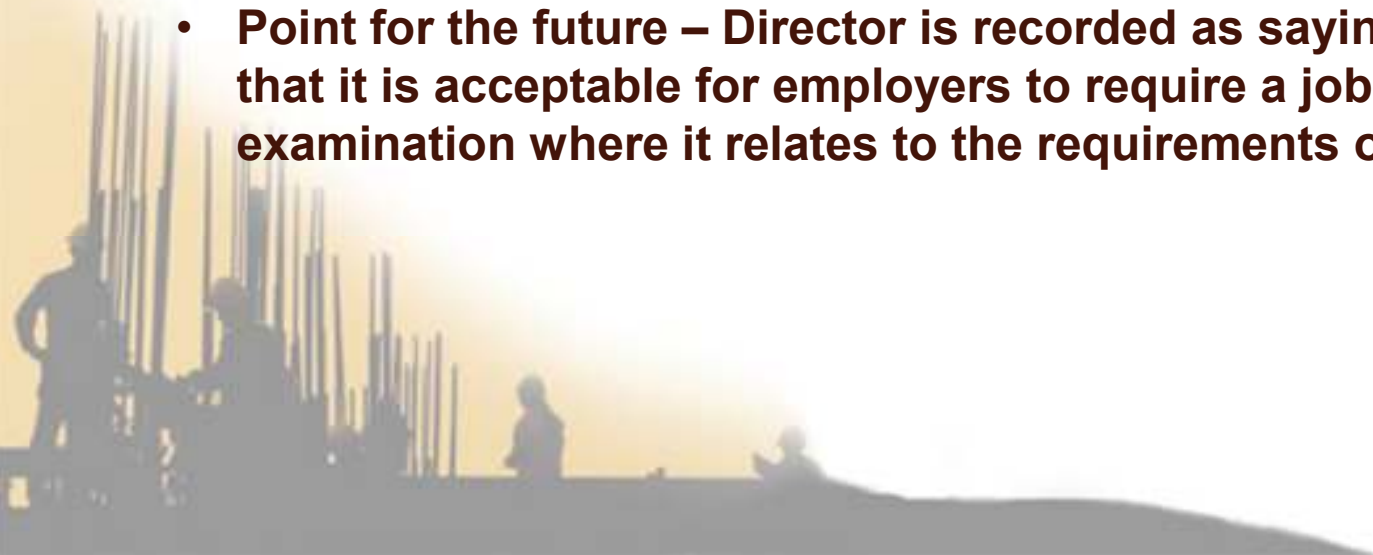 • Point for the future – Director is recorded as sayin
that it is acceptable for employers to require a job
examination where it relates to the requirements